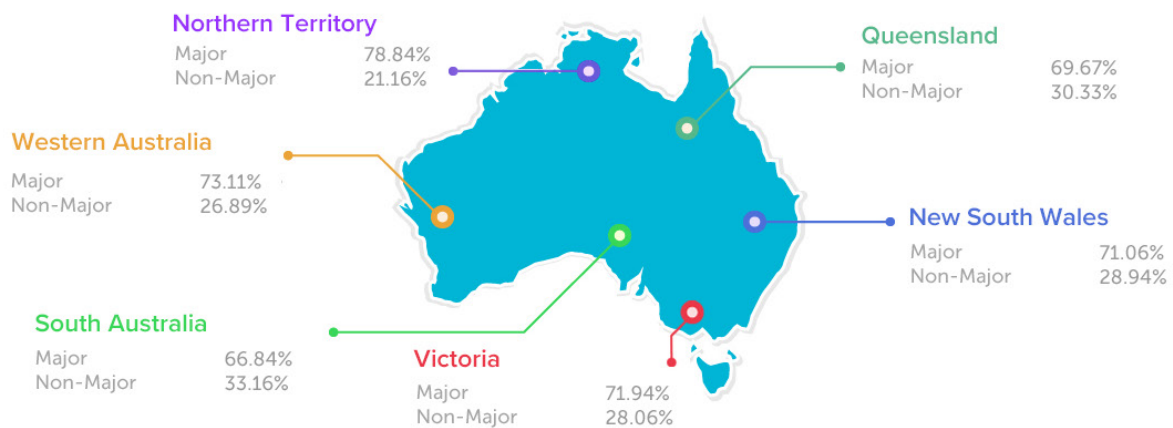 Northern Territory
Major 78.84%
Non-Major 21.16%
Queensland
Major 69.67%
Non-Major 30.33%
Western Australia
Major 73.11%
Non-Major 26.89%
New South Wales
Major 71.06%
Non-Major 28.94%
South Australia
Major 66.84%
Non-Major 33.16%
Victoria
Major 71.94%
Non-Major 28.06%